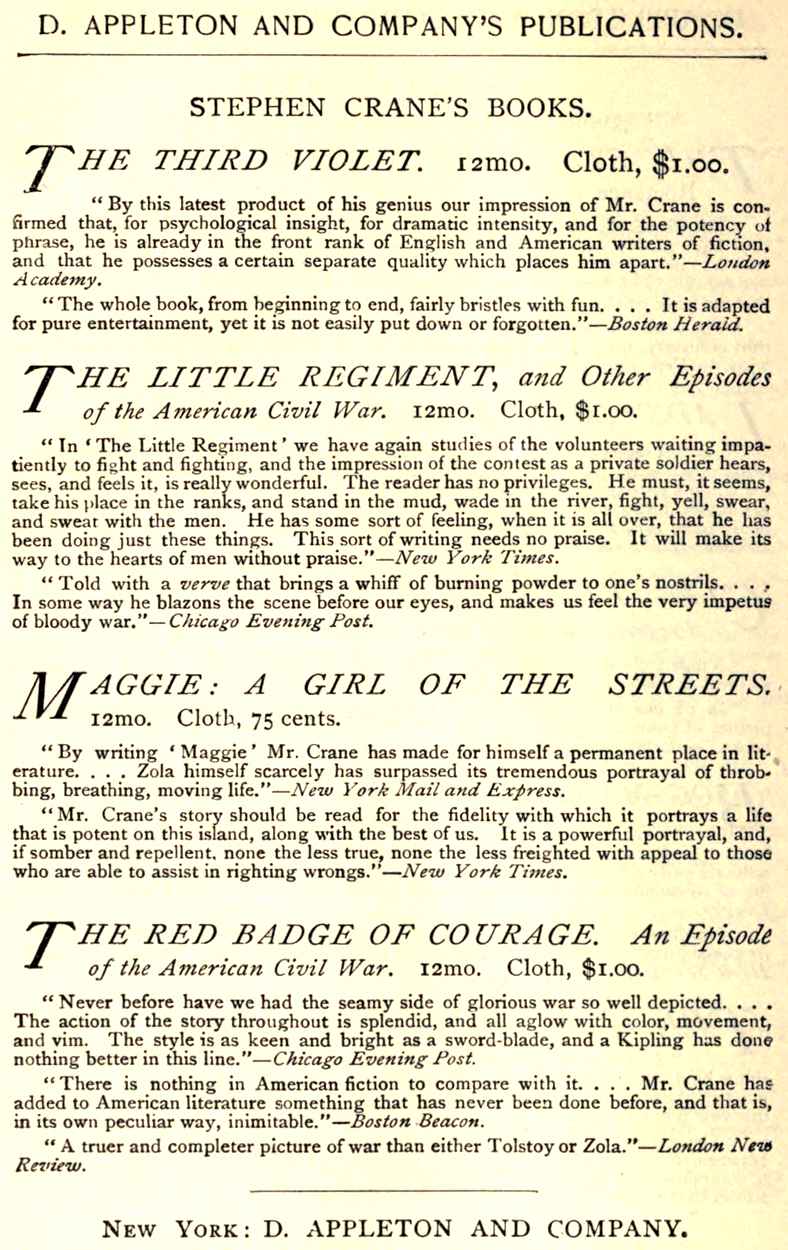 D. APPLETON AND COMPANY'S PUBLICATIONS.
STEPHEN CRANE'S BOOKS.
THE THIRD VIOLET. 12mo. Cloth, $1.00.
"By this latest product of his genius our impression of Mr. Crane is con-
firmed that, for psychological insight, for dramatic intensity, and for the potency of
phrase, he is already in the front rank of English and American writers of fiction,
and that he possesses a certain separate quality which places him apart."—London
Academy.
"The whole book, from beginning to end, fairly bristles with fun. . . . It is adapted
for pure entertainment, yet it is not easily put down or forgotten."—Boston Herald.
THE LITTLE REGIMENT, and Other Episodes
of the American Civil War. 12mo. Cloth, $1.00.
"In 'The Little Regiment' we have again studies of the volunteers waiting impa-
tiently to fight and fighting, and the impression of the contest as a private soldier hears,
sees, and feels it, is really wonderful. The reader has no privileges. He must, it seems,
take his place in the ranks, and stand in the mud, wade in the river, fight, yell, swear,
and sweat with the men. He has some sort of feeling, when it is all over, that he has
been doing just these things. This sort of writing needs no praise. It will make its
way to the hearts of men without praise."—New York Times.
"Told with a verve that brings a whiff of burning powder to one's nostrils. . . .
In some way he blazons the scene before our eyes, and makes us feel the very impetus
of bloody war."—Chicago Evening Post.
MAGGIE: A GIRL OF THE STREETS.
12mo. Cloth, 75 cents.
"By writing 'Maggie' Mr. Crane has made for himself a permanent place in lit-
erature. . . . Zola himself scarcely has surpassed its tremendous portrayal of throb-
bing, breathing, moving life."—New York Mail and Express.
"Mr. Crane's story should be read for the fidelity with which it portrays a life
that is potent on this island, along with the best of us. It is a powerful portrayal, and,
if somber and repellent, none the less true, none the less freighted with appeal to those
who are able to assist in righting wrongs."—New York Times.
THE RED BADGE OF COURAGE. An Episode
of the American Civil War. 12mo. Cloth, $1.00.
"Never before have we had the seamy side of glorious war so well depicted. . . .
The action of the story throughout is splendid, and all aglow with color, movement,
and vim. The style is as keen and bright as a sword-blade, and a Kipling has done
nothing better in this line."—Chicago Evening Post.
"There is nothing in American fiction to compare with it. . . . Mr. Crane has
added to American literature something that has never been done before, and that is,
in its own peculiar way, inimitable."—Boston Beacon.
"A truer and completer picture of war than either Tolstoy or Zola."—London New
Review.
NEW YORK: D. APPLETON AND COMPANY.